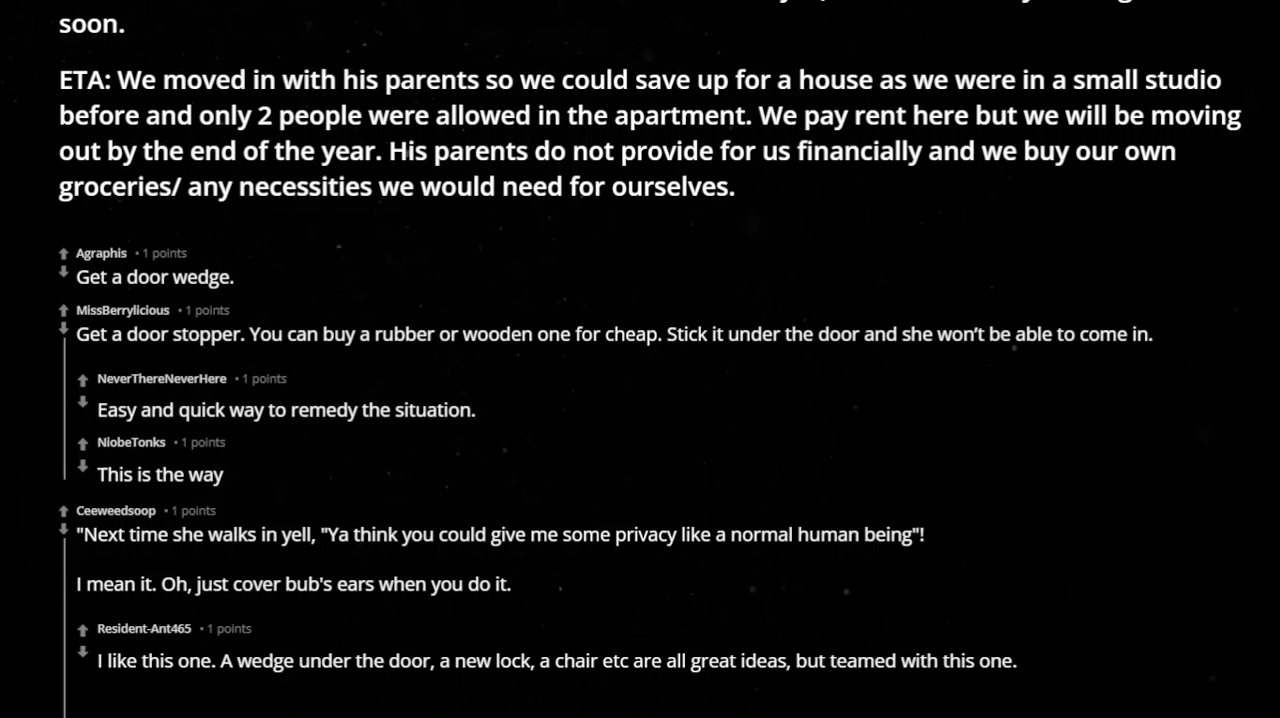 soon.
ETA: We moved in with his parents so we could save up for a house as we were in a small studio
before and only 2 people were allowed in the apartment. We pay rent here but we will be moving
out by the end of the year. His parents do not provide for us financially and we buy our own
groceries/ any necessities we would need for ourselves.
Agraphis • 1 points
Get a door wedge.
MissBerrylicious • 1 points
Get a door stopper. You can buy a rubber or wooden one for cheap. Stick it under the door and she won't be able to come in.
NeverThereNeverHere • 1 points
Easy and quick way to remedy the situation.
NiobeTonks • 1 points
This is the way
Ceeweedsoop • 1 points
"Next time she walks in yell, "Ya think you could give me some privacy like a normal human being"!
I mean it. Oh, just cover bub's ears when you do it.
Resident-Ant465 • 1 points
I like this one. A wedge under the door, a new lock, a chair etc are all great ideas, but teamed with this one.